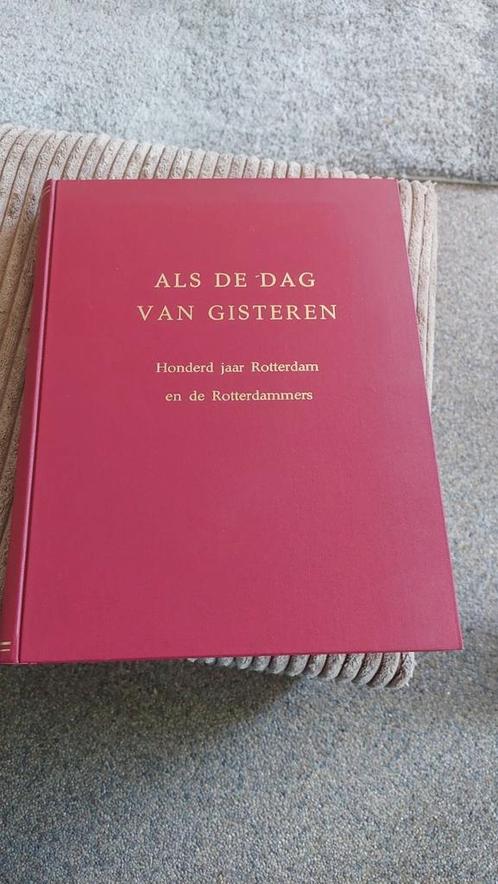 ALS DE DAG
VAN GISTEREN
Honderd jaar Rotterdam
en de Rotterdammers